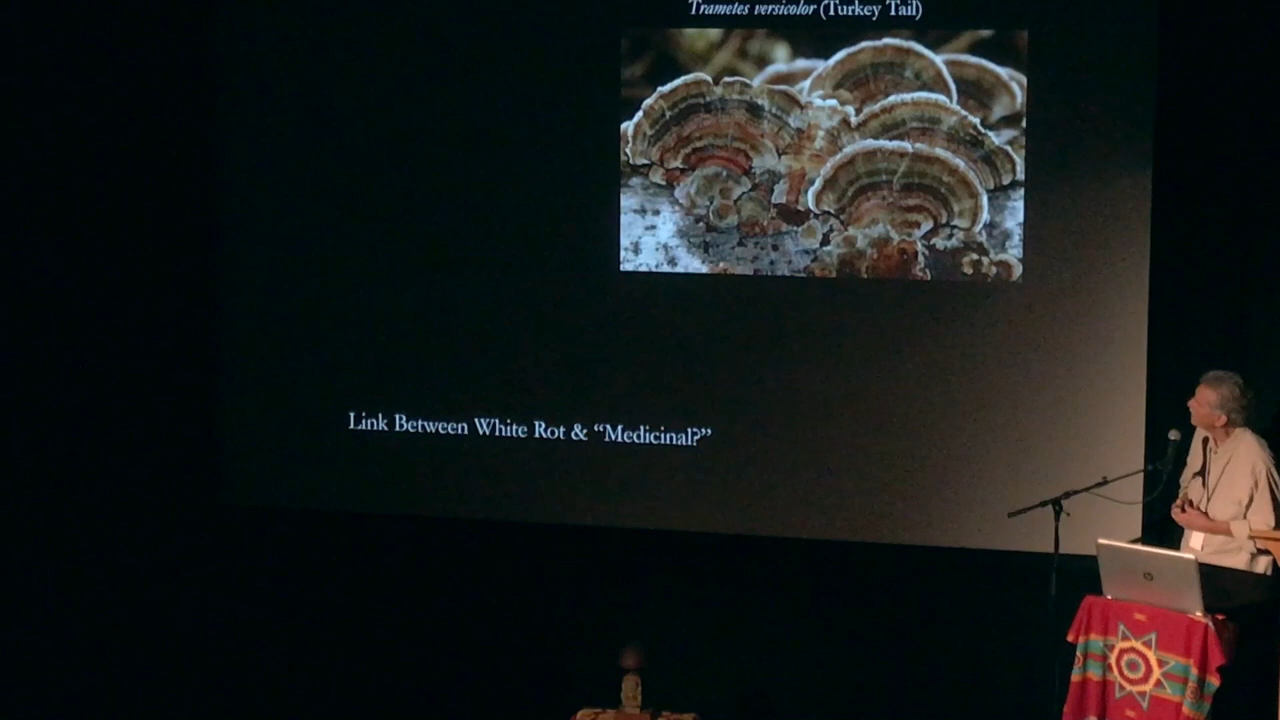 Trametes versicolor (Turkey Tail)
Link Between White Rot & “Medicinal?”